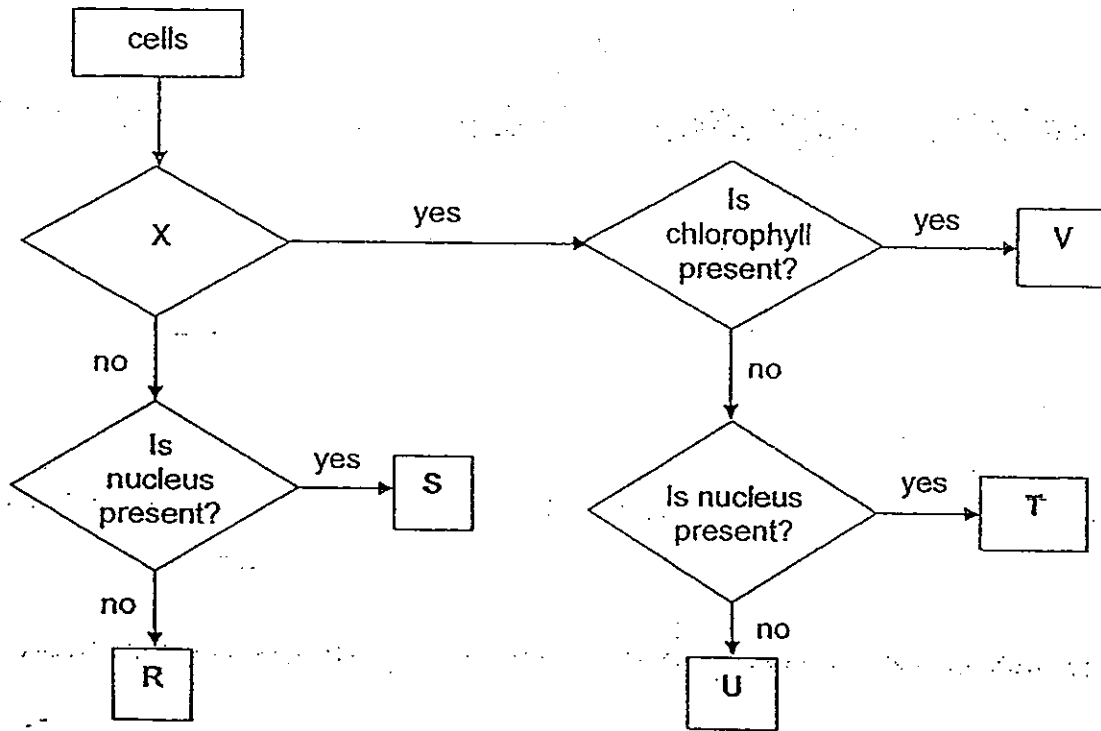 cells
X
yes
Is
chlorophyll
present?
yes
V
no
no
Is
nucleus
present?
yes
S
Is nucleus
present?
yes
T
no
R
no
U